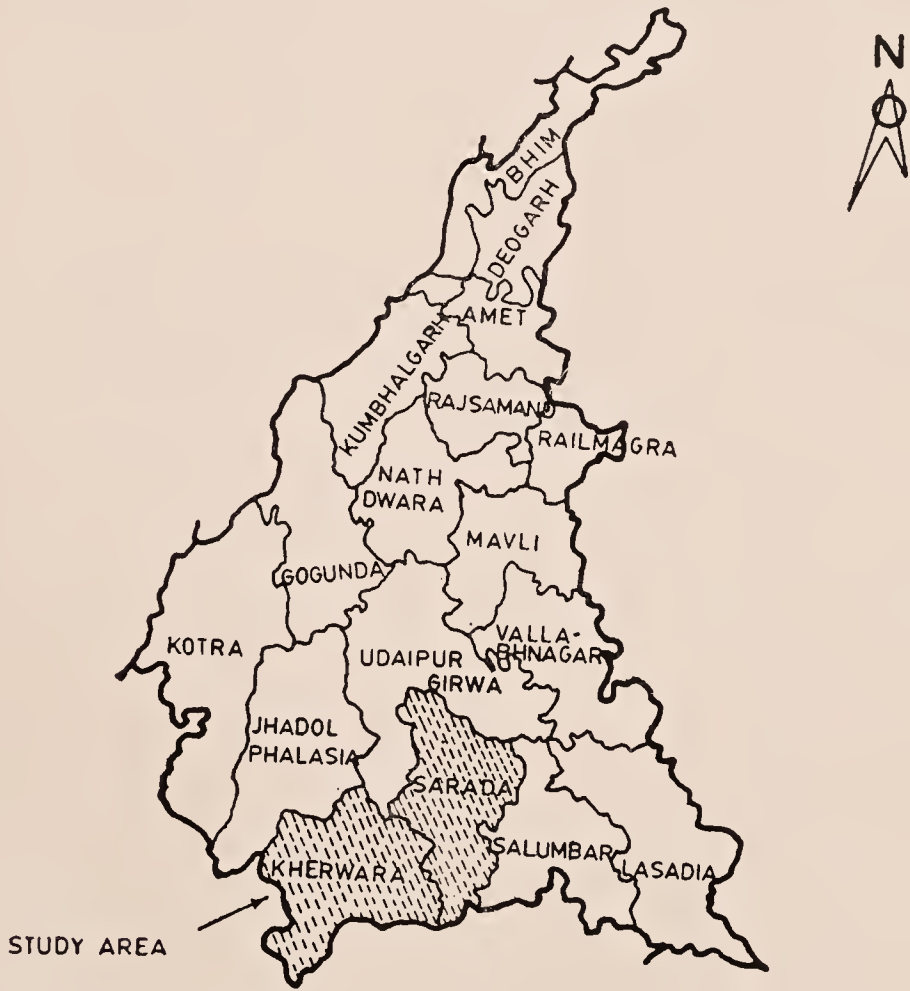 N
BHIM
DEOGARH
AMET
KUMBHALGARH
RAJSAMAND
RAILMAGRA
NATH
DWARA
MAVLI
GOGUNDA
VALLA-
BHNAGAR
KOTRA
UDAIPUR
GIRWA
JHADOL
PHALASIA
SARADA
SALUMBAR
LASADIA
KHERWARA
STUDY AREA